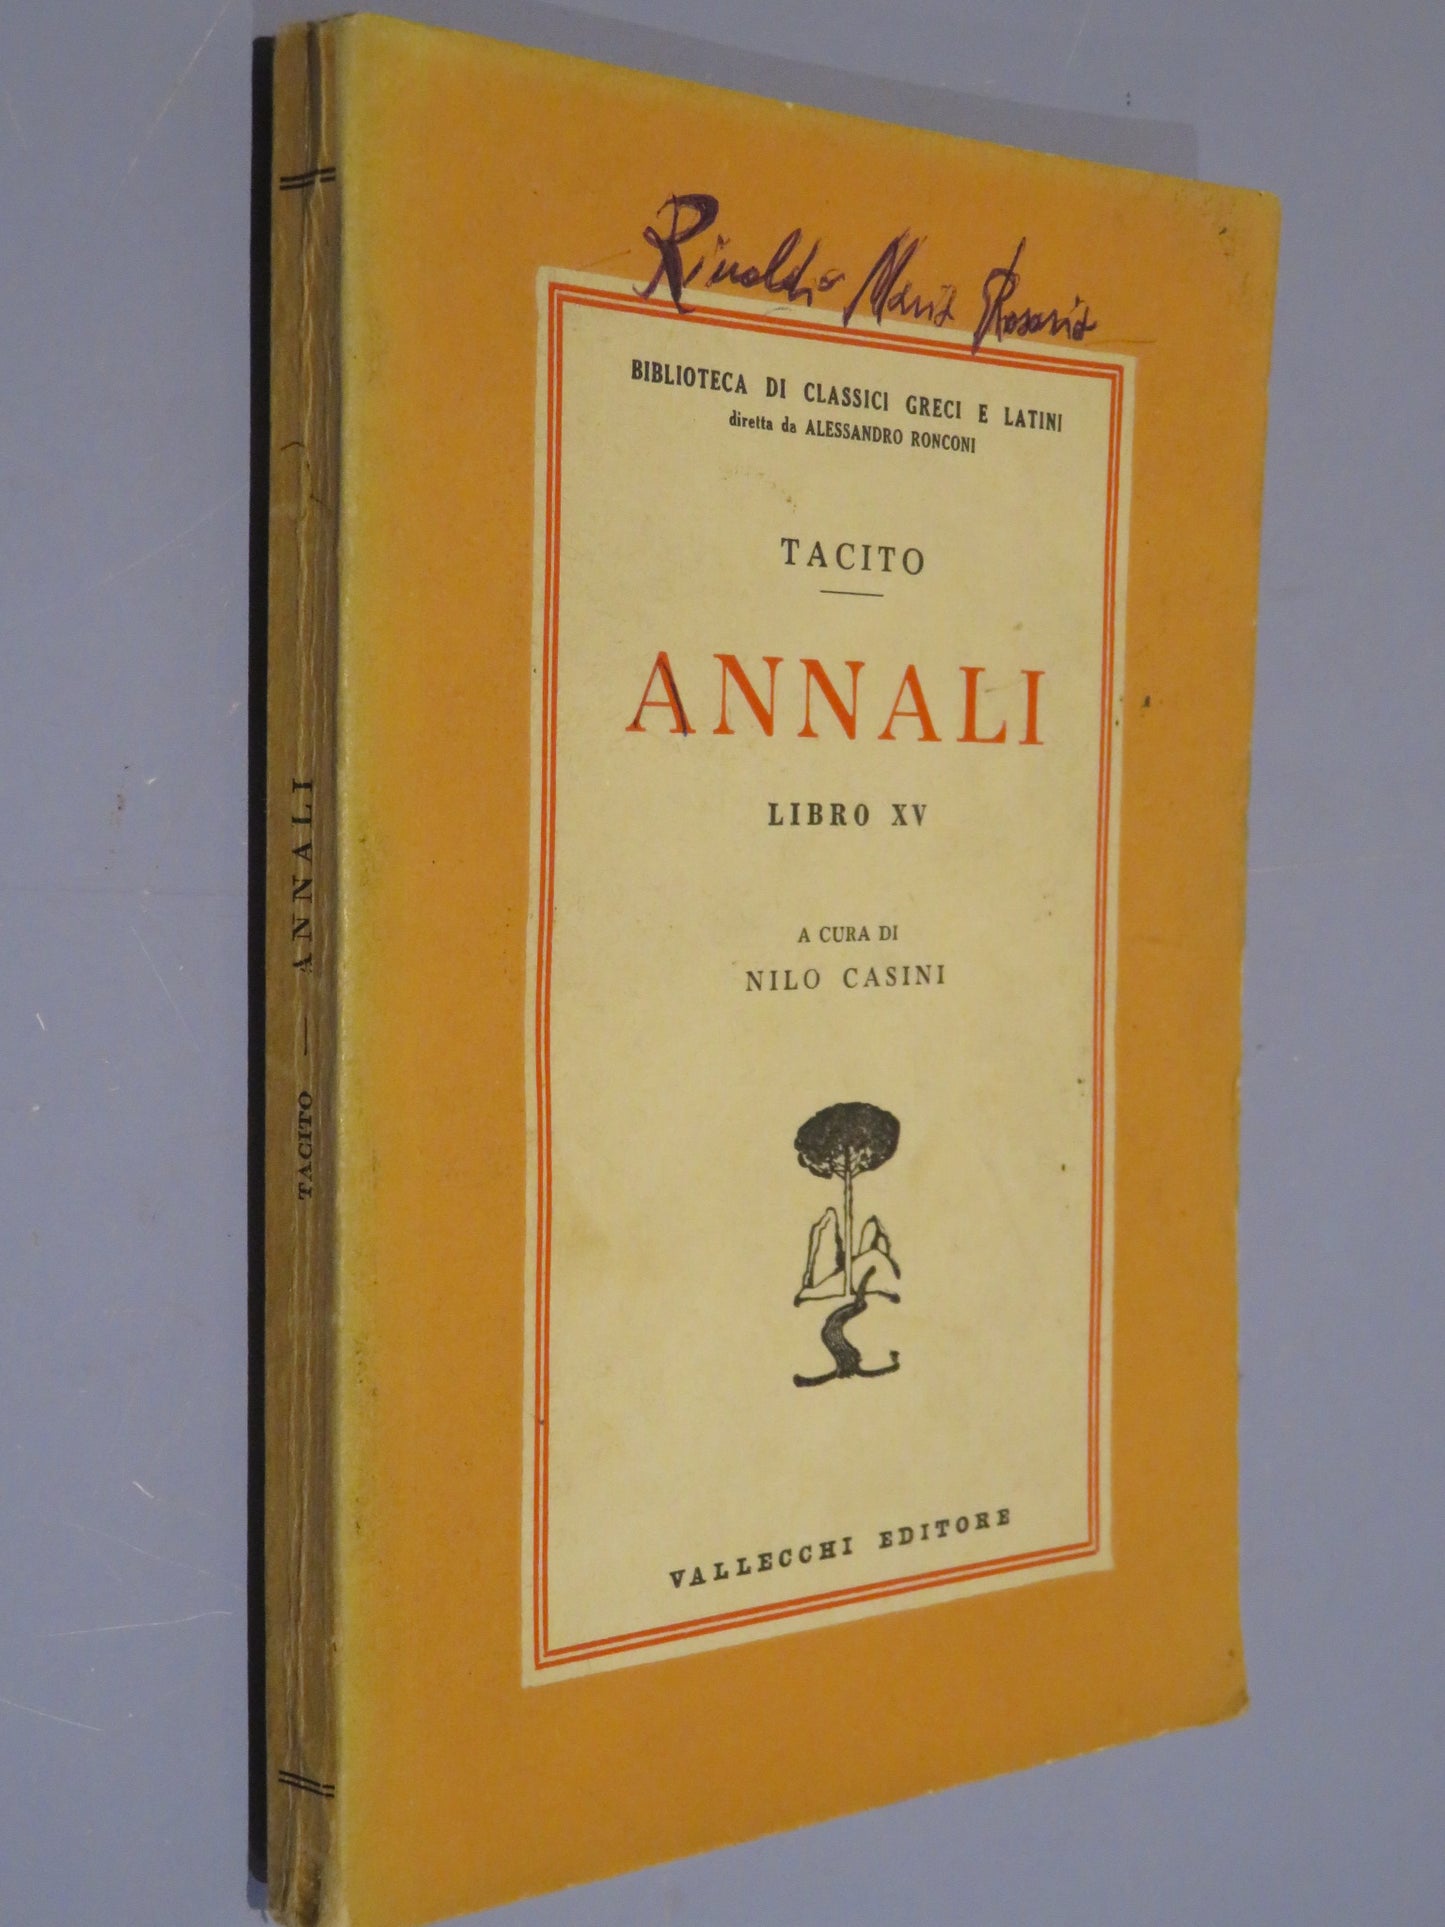 Rinaldi Maria Rosaria
BIBLIOTECA DI CLASSICI GRECI E LATINI
diretta da ALESSANDRO RONCONI
TACITO
ANNALI
LIBRO XV
A CURA DI
NILO CASINI
VALLECCHI EDITORE
TACITO — ANNALI